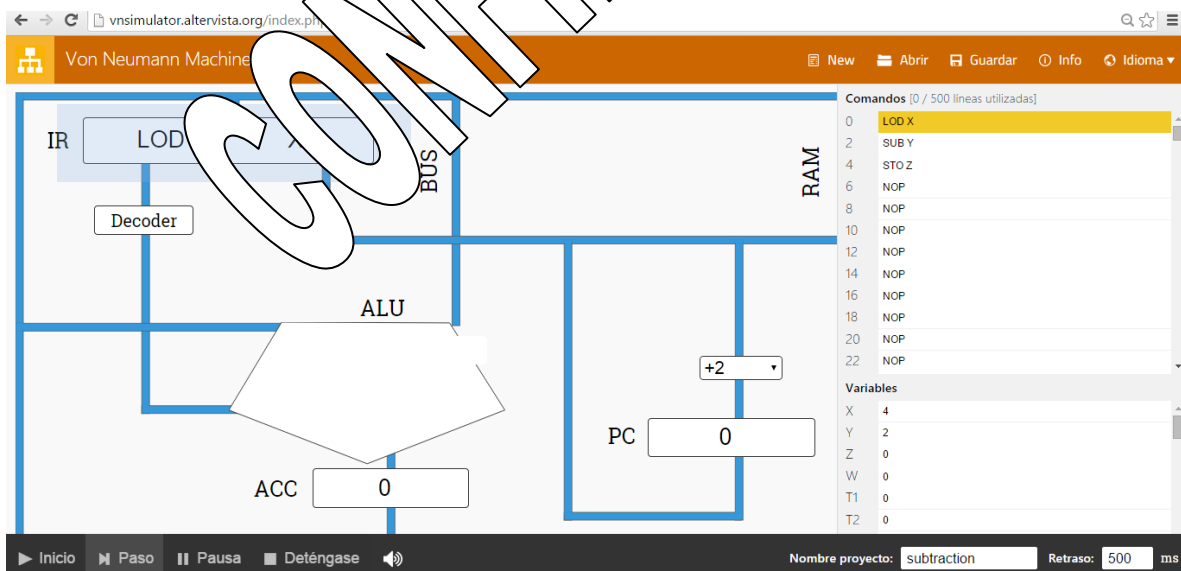 vnsimulator.altervista.org/index.ph
Von Neumann Machine
New
Abrir
Guardar
Info
Idioma
IR
LOD
X
BUS
RAM
Decoder
ALU
+2
PC
0
ACC
0
Comandos [0 / 500 líneas utilizadas]
0 LOD X
2 SUB Y
4 STO Z
6 NOP
8 NOP
10 NOP
12 NOP
14 NOP
16 NOP
18 NOP
20 NOP
22 NOP
Variables
X 4
Y 2
Z 0
W 0
T1 0
T2 0
Inicio
Paso
Pausa
Deténgase
Nombre proyecto: subtraction
Retraso: 500 ms